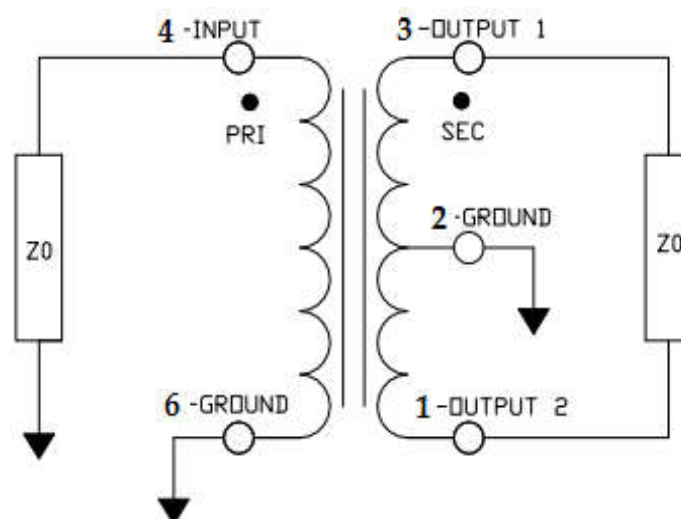 4 -INPUT
3 -OUTPUT 1
PRI
SEC
2 -GROUND
Z0
Z0
6 -GROUND
1 -OUTPUT 2